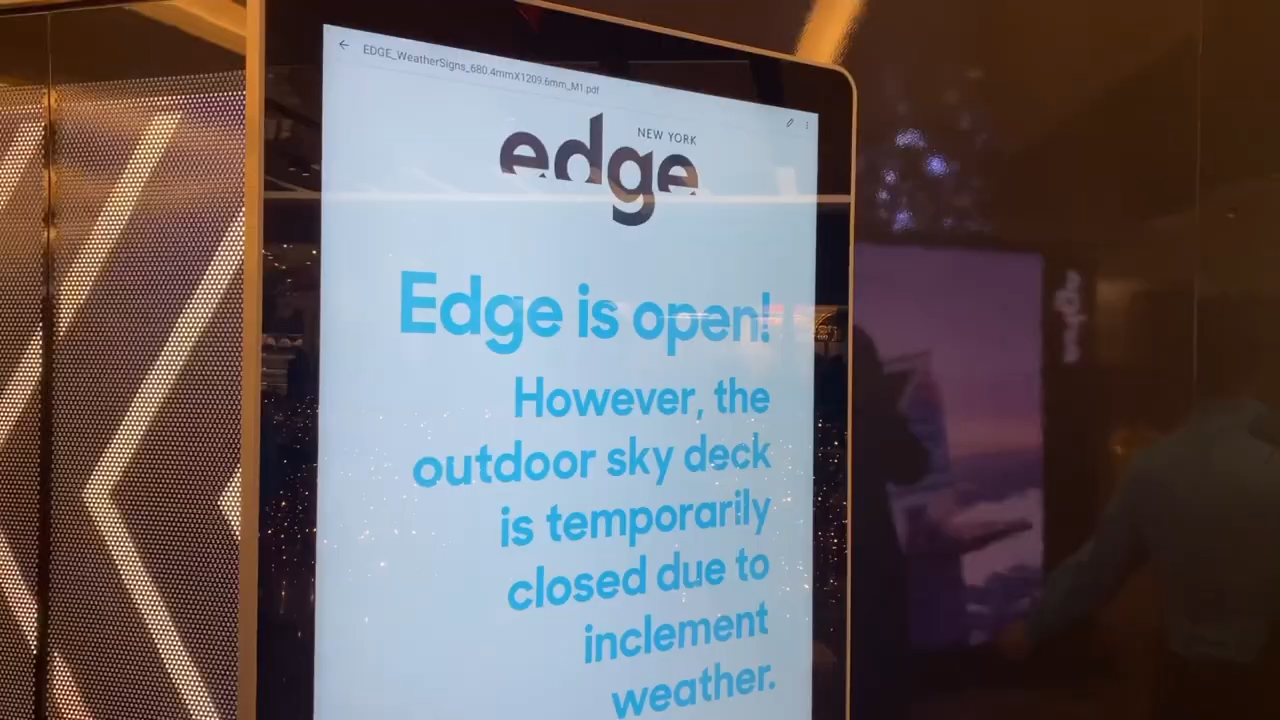 EDGE_WeatherSigns_680.4mmX1209.6mm_M1.pdf
NEW YORK
edge
Edge is open!
However, the
outdoor sky deck
is temporarily
closed due to
inclement
weather.